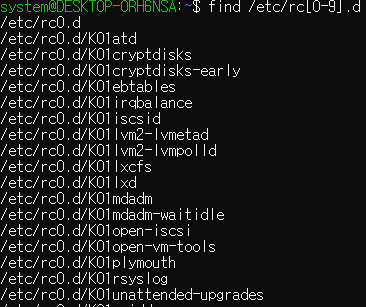 system@DESKTOP-ORH6NSA:~$ find /etc/rc[0-9].d
/etc/rc0.d
/etc/rc0.d/K01atd
/etc/rc0.d/K01cryptdisks
/etc/rc0.d/K01cryptdisks-early
/etc/rc0.d/K01ebtables
/etc/rc0.d/K01irqbalance
/etc/rc0.d/K01iscsid
/etc/rc0.d/K01lvm2-lvmetad
/etc/rc0.d/K01lvm2-lvmpolld
/etc/rc0.d/K01lxcfs
/etc/rc0.d/K01lxd
/etc/rc0.d/K01mdadm
/etc/rc0.d/K01mdadm-waitidle
/etc/rc0.d/K01open-iscsi
/etc/rc0.d/K01open-vm-tools
/etc/rc0.d/K01plymouth
/etc/rc0.d/K01rsyslog
/etc/rc0.d/K01unattended-upgrades